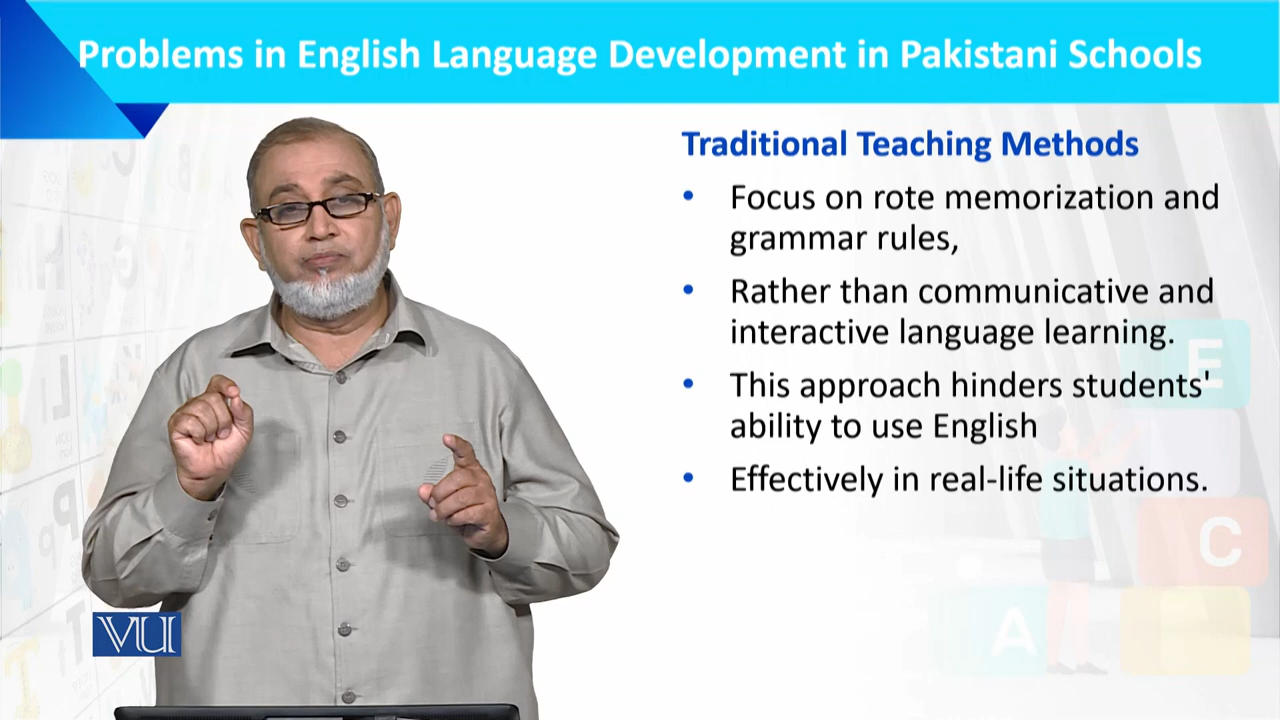 Problems in English Language Development in Pakistani Schools
Traditional Teaching Methods
• Focus on rote memorization and
grammar rules,
• Rather than communicative and
interactive language learning.
• This approach hinders students'
ability to use English
• Effectively in real-life situations.
E
C
A
VU